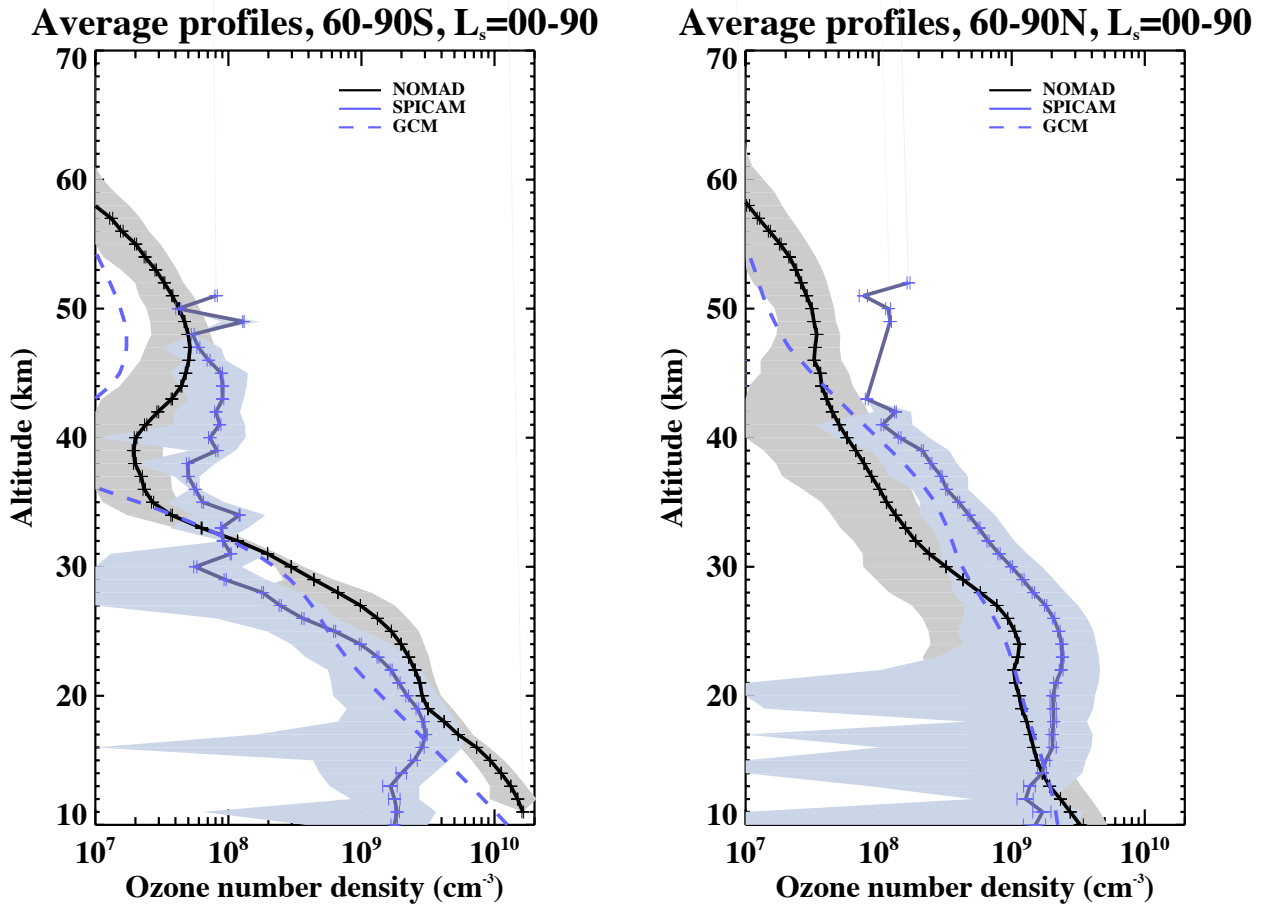 Average profiles, 60-90S, Ls=00-90
70
60
50
40
30
20
10
Altitude (km)
NOMAD
SPICAM
GCM
10^7
10^8
10^9
10^10
Ozone number density (cm^-3)
Average profiles, 60-90N, Ls=00-90
70
60
50
40
30
20
10
Altitude (km)
NOMAD
SPICAM
GCM
10^7
10^8
10^9
10^10
Ozone number density (cm^-3)